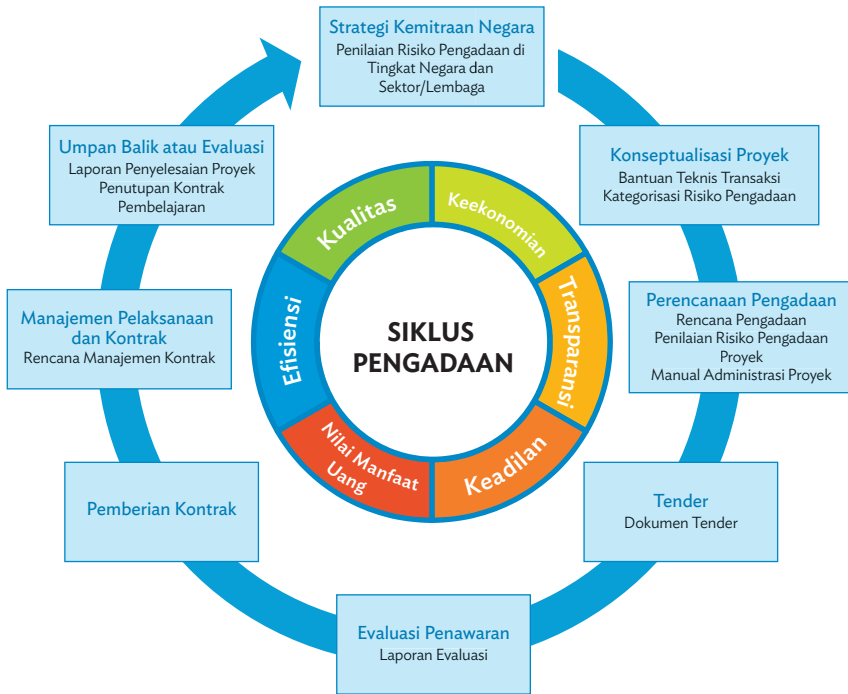 Strategi Kemitraan Negara
Penilaian Risiko Pengadaan di
Tingkat Negara dan
Sektor/Lembaga
Konseptualisasi Proyek
Bantuan Teknis Transaksi
Kategorisasi Risiko Pengadaan
Perencanaan Pengadaan
Rencana Pengadaan
Penilaian Risiko Pengadaan
Proyek
Manual Administrasi Proyek
Tender
Dokumen Tender
Evaluasi Penawaran
Laporan Evaluasi
Pemberian Kontrak
Manajemen Pelaksanaan
dan Kontrak
Rencana Manajemen Kontrak
Umpan Balik atau Evaluasi
Laporan Penyelesaian Proyek
Penutupan Kontrak
Pembelajaran
SIKLUS
PENGADAAN
Kualitas
Keekonomian
Transparansi
Keadilan
Nilai Manfaat
Uang
Efisiensi